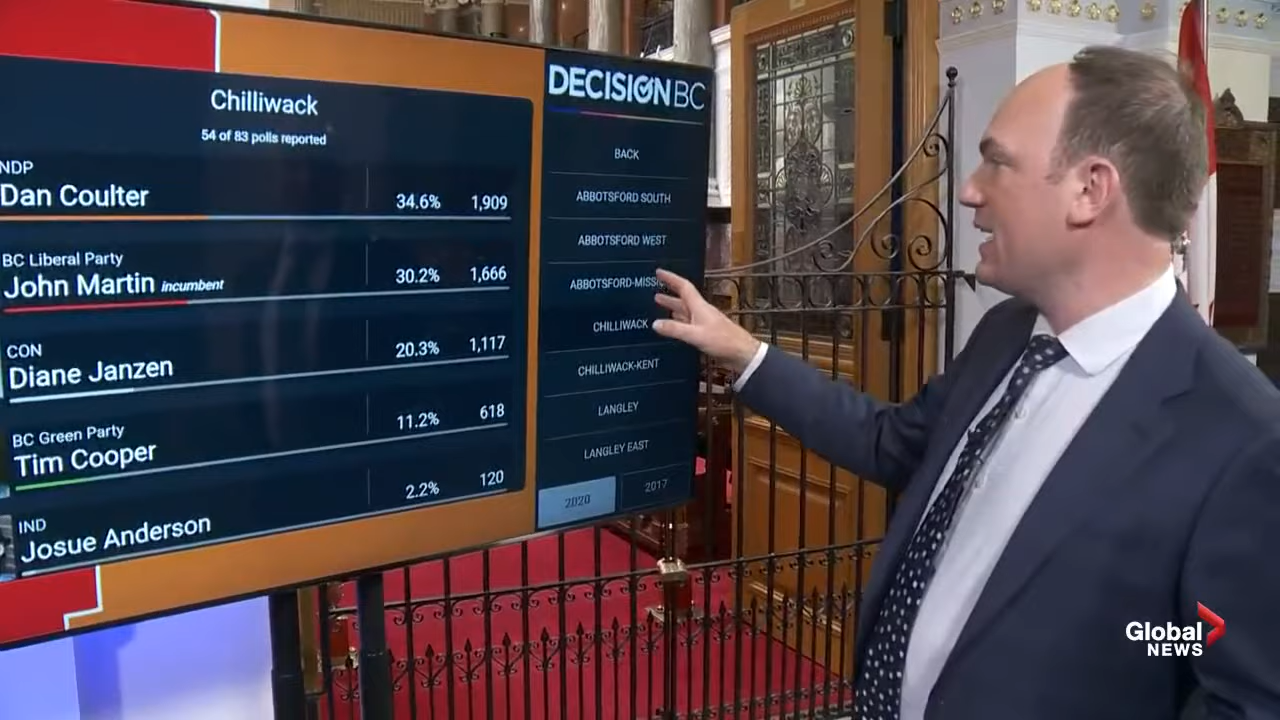 Chilliwack
54 of 83 polls reported
NDP
Dan Coulter 34.6% 1,909
BC Liberal Party
John Martin incumbent 30.2% 1,666
CON
Diane Janzen 20.3% 1,117
BC Green Party
Tim Cooper 11.2% 618
IND
Josue Anderson 2.2% 120
DECISION BC
BACK
ABBOTSFORD SOUTH
ABBOTSFORD WEST
ABBOTSFORD-MISSI
CHILLIWACK
CHILLIWACK-KENT
LANGLEY
LANGLEY EAST
2020 2017
Global
NEWS